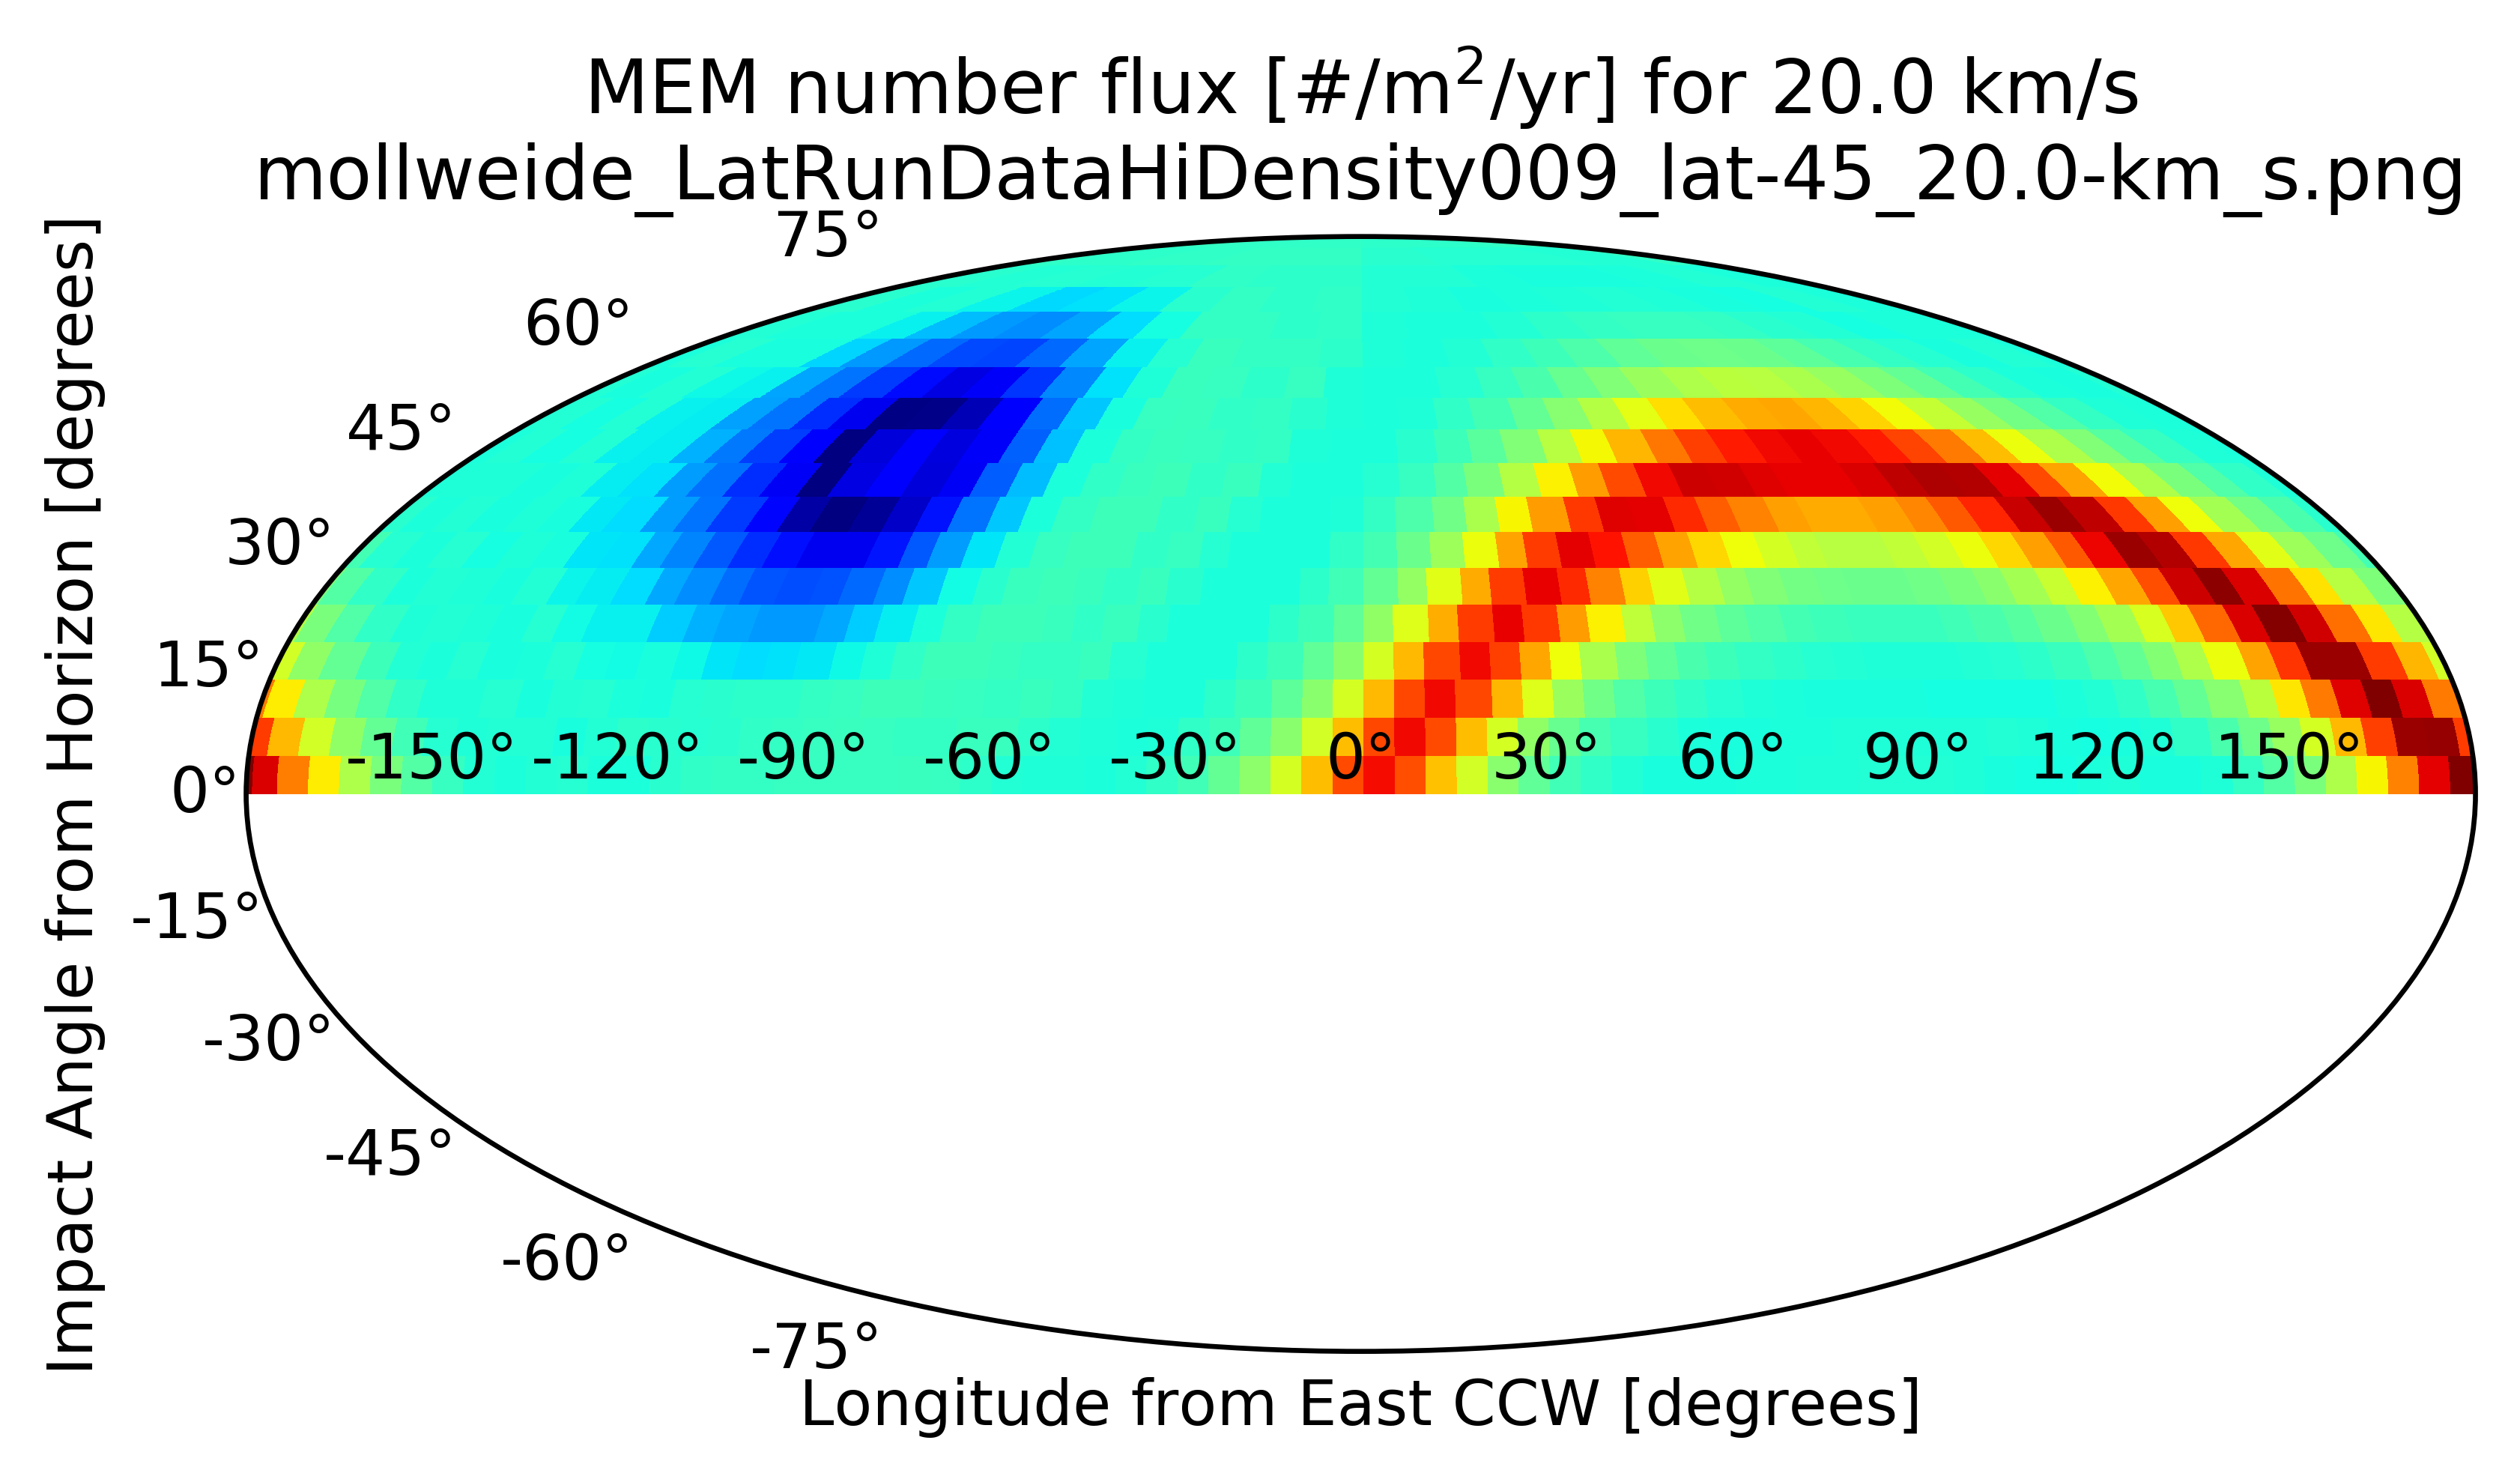 MEM number flux [#/m²/yr] for 20.0 km/s
mollweide_LatRunDataHiDensity009_lat-45_20.0-km_s.png
Impact Angle from Horizon [degrees]
75°
60°
45°
30°
15°
0°
-15°
-30°
-45°
-60°
-75°
-150° -120° -90° -60° -30° 0° 30° 60° 90° 120° 150°
Longitude from East CCW [degrees]